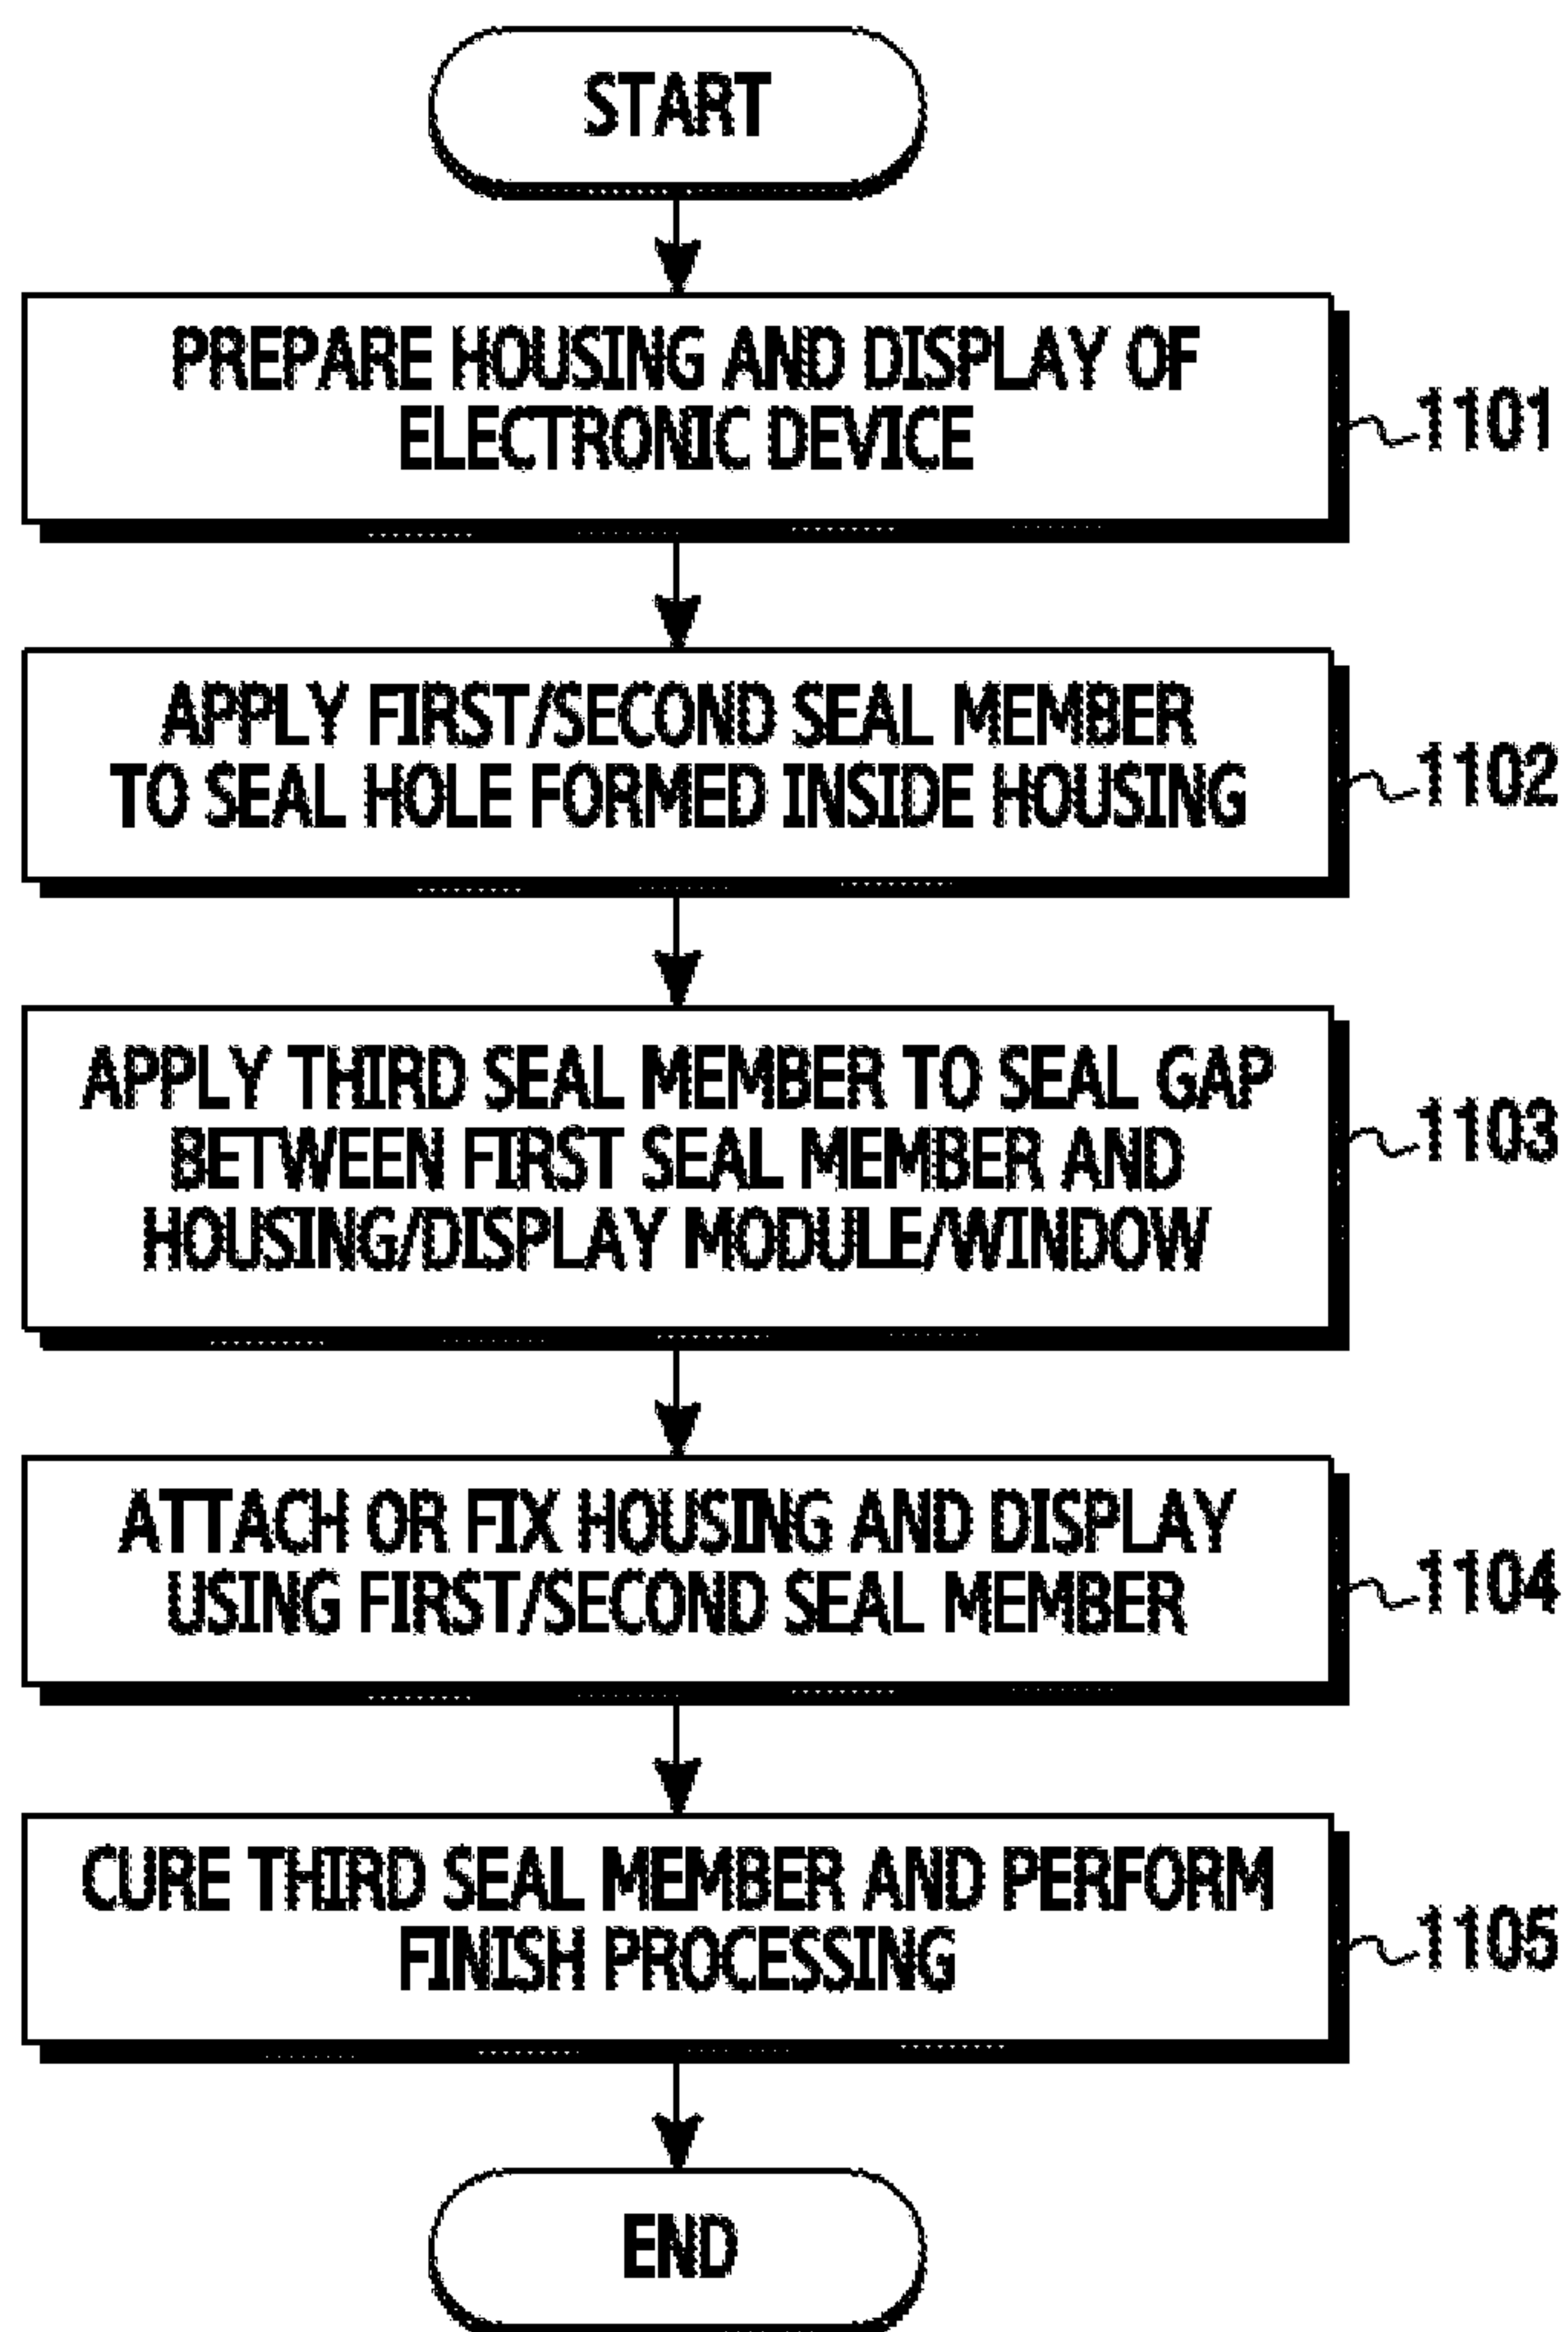 START
PREPARE HOUSING AND DISPLAY OF
ELECTRONIC DEVICE
1101
APPLY FIRST/SECOND SEAL MEMBER
TO SEAL HOLE FORMED INSIDE HOUSING
1102
APPLY THIRD SEAL MEMBER TO SEAL GAP
BETWEEN FIRST SEAL MEMBER AND
HOUSING/DISPLAY MODULE/WINDOW
1103
ATTACH OR FIX HOUSING AND DISPLAY
USING FIRST/SECOND SEAL MEMBER
1104
CURE THIRD SEAL MEMBER AND PERFORM
FINISH PROCESSING
1105
END